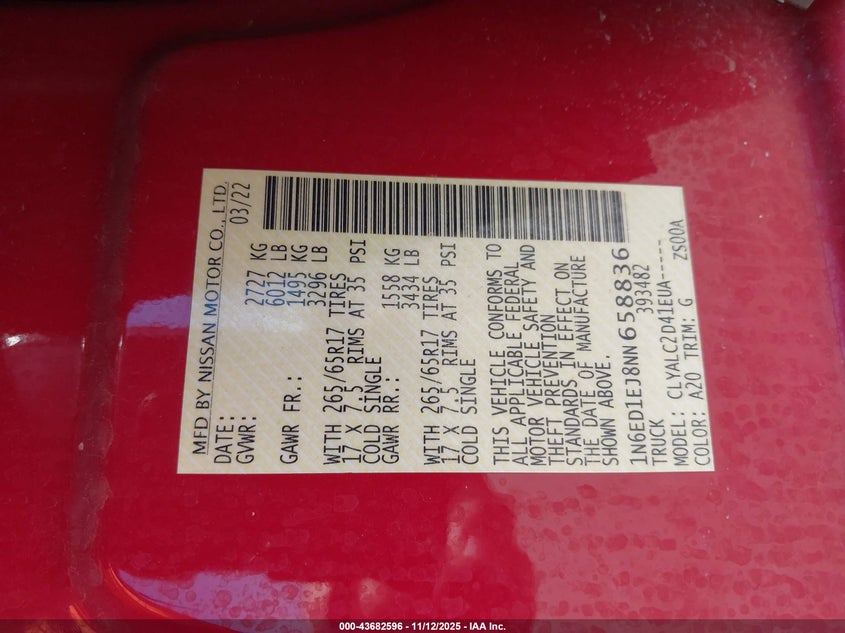 MFD BY NISSAN MOTOR CO., LTD.
DATE: 03/22
GVWR: 2727 KG
6012 LB
GAWR FR.: 1495 KG
3296 LB
WITH 265/65R17 TIRES
17 X 7.5 RIMS AT 35 PSI
COLD SINGLE
GAWR RR.: 1558 KG
3434 LB
WITH 265/65R17 TIRES
17 X 7.5 RIMS AT 35 PSI
COLD SINGLE
THIS VEHICLE CONFORMS TO
ALL APPLICABLE FEDERAL
MOTOR VEHICLE SAFETY AND
THEFT PREVENTION
STANDARDS IN EFFECT ON
THE DATE OF MANUFACTURE
SHOWN ABOVE.
1N6ED1EJ8NN658836
TRUCK 393482
MODEL: CLYALC2D41EUA-----
COLOR: A20 TRIM: G ZS00A
000-43682596 - 11/12/2025 - IAA Inc.